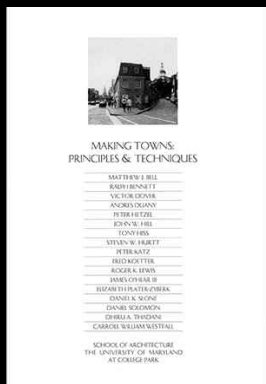 MAKING TOWNS:
PRINCIPLES & TECHNIQUES
MATTHEW J. BELL
RALPH BENNETT
VICTOR DOVER
ANDRES DUANY
PETER HETZEL
JOHN W. HILL
TONY HISS
STEVEN W. HURTT
PETER KATZ
FRED KOETTER
ROGER K. LEWIS
JAMES O'HEAR III
ELIZABETH PLATER-ZYBERK
DANIEL K. SLONE
DANIEL SOLOMON
DHIRU A. THADANI
CARROLL WILLIAM WESTFALL
SCHOOL OF ARCHITECTURE
THE UNIVERSITY OF MARYLAND
AT COLLEGE PARK